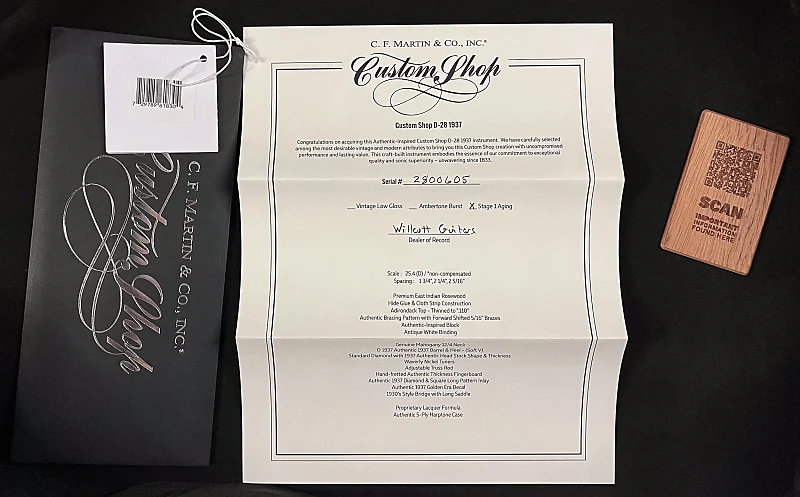 C. F. MARTIN & CO., INC.®
Custom Shop
Custom Shop D-28 1937
Congratulations on acquiring this Authentic-Inspired Custom Shop D-28 1937 instrument. We have carefully selected
among the most desirable vintage and modern attributes to bring you this Custom Shop creation with uncompromised
performance and lasting value. This craft-built instrument embodies the essence of our commitment to exceptional
quality and sonic superiority – unwavering since 1833.
Serial # 2800605
__ Vintage Low Gloss __ Ambertone Burst X Stage 1 Aging
Willcutt Guitars
Dealer of Record
Scale : 25.4 (D) / *non-compensated
Spacing : 1 3/4", 2 1/4", 2 5/16"
Premium East Indian Rosewood
Hide Glue & Cloth Strip Construction
Adirondack Top - Thinned to ".110"
Authentic Bracing Pattern with Forward Shifted 5/16" Braces
Authentic-Inspired Block
Antique White Binding
Genuine Mahogany 32/4 Neck
D 1937 Authentic 1937 Barrel & Heel - (Soft V)
Standard Diamond with 1937 Authentic Head Stock Shape & Thickness
Waverly Nickel Tuners
Adjustable Truss Rod
Hand-fretted Authentic Thickness Fingerboard
Authentic 1937 Diamond & Square Long Pattern Inlay
Authentic 1937 Golden Era Decal
1930's Style Bridge with Long Saddle
Proprietary Lacquer Formula
Authentic 5-Ply Harptone Case
C. F. MARTIN & CO., INC.®
Custom Shop
SCAN
IMPORTANT
INFORMATION
FOUND HERE